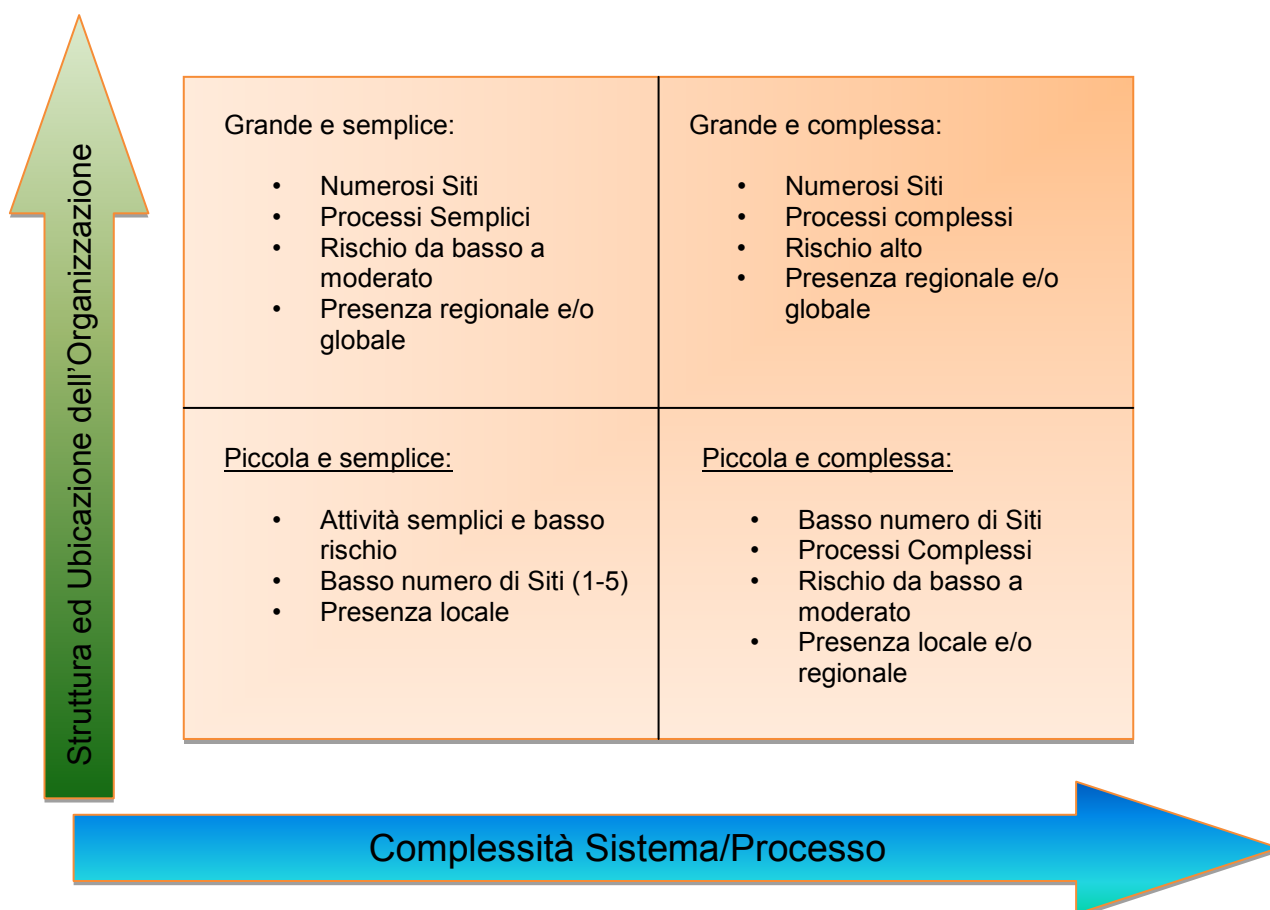 Struttura ed Ubicazione dell'Organizzazione
Grande e semplice:
• Numerosi Siti
• Processi Semplici
• Rischio da basso a
moderato
• Presenza regionale e/o
globale
Grande e complessa:
• Numerosi Siti
• Processi complessi
• Rischio alto
• Presenza regionale e/o
globale
Piccola e semplice:
• Attività semplici e basso
rischio
• Basso numero di Siti (1-5)
• Presenza locale
Piccola e complessa:
• Basso numero di Siti
• Processi Complessi
• Rischio da basso a
moderato
• Presenza locale e/o
regionale
Complessità Sistema/Processo